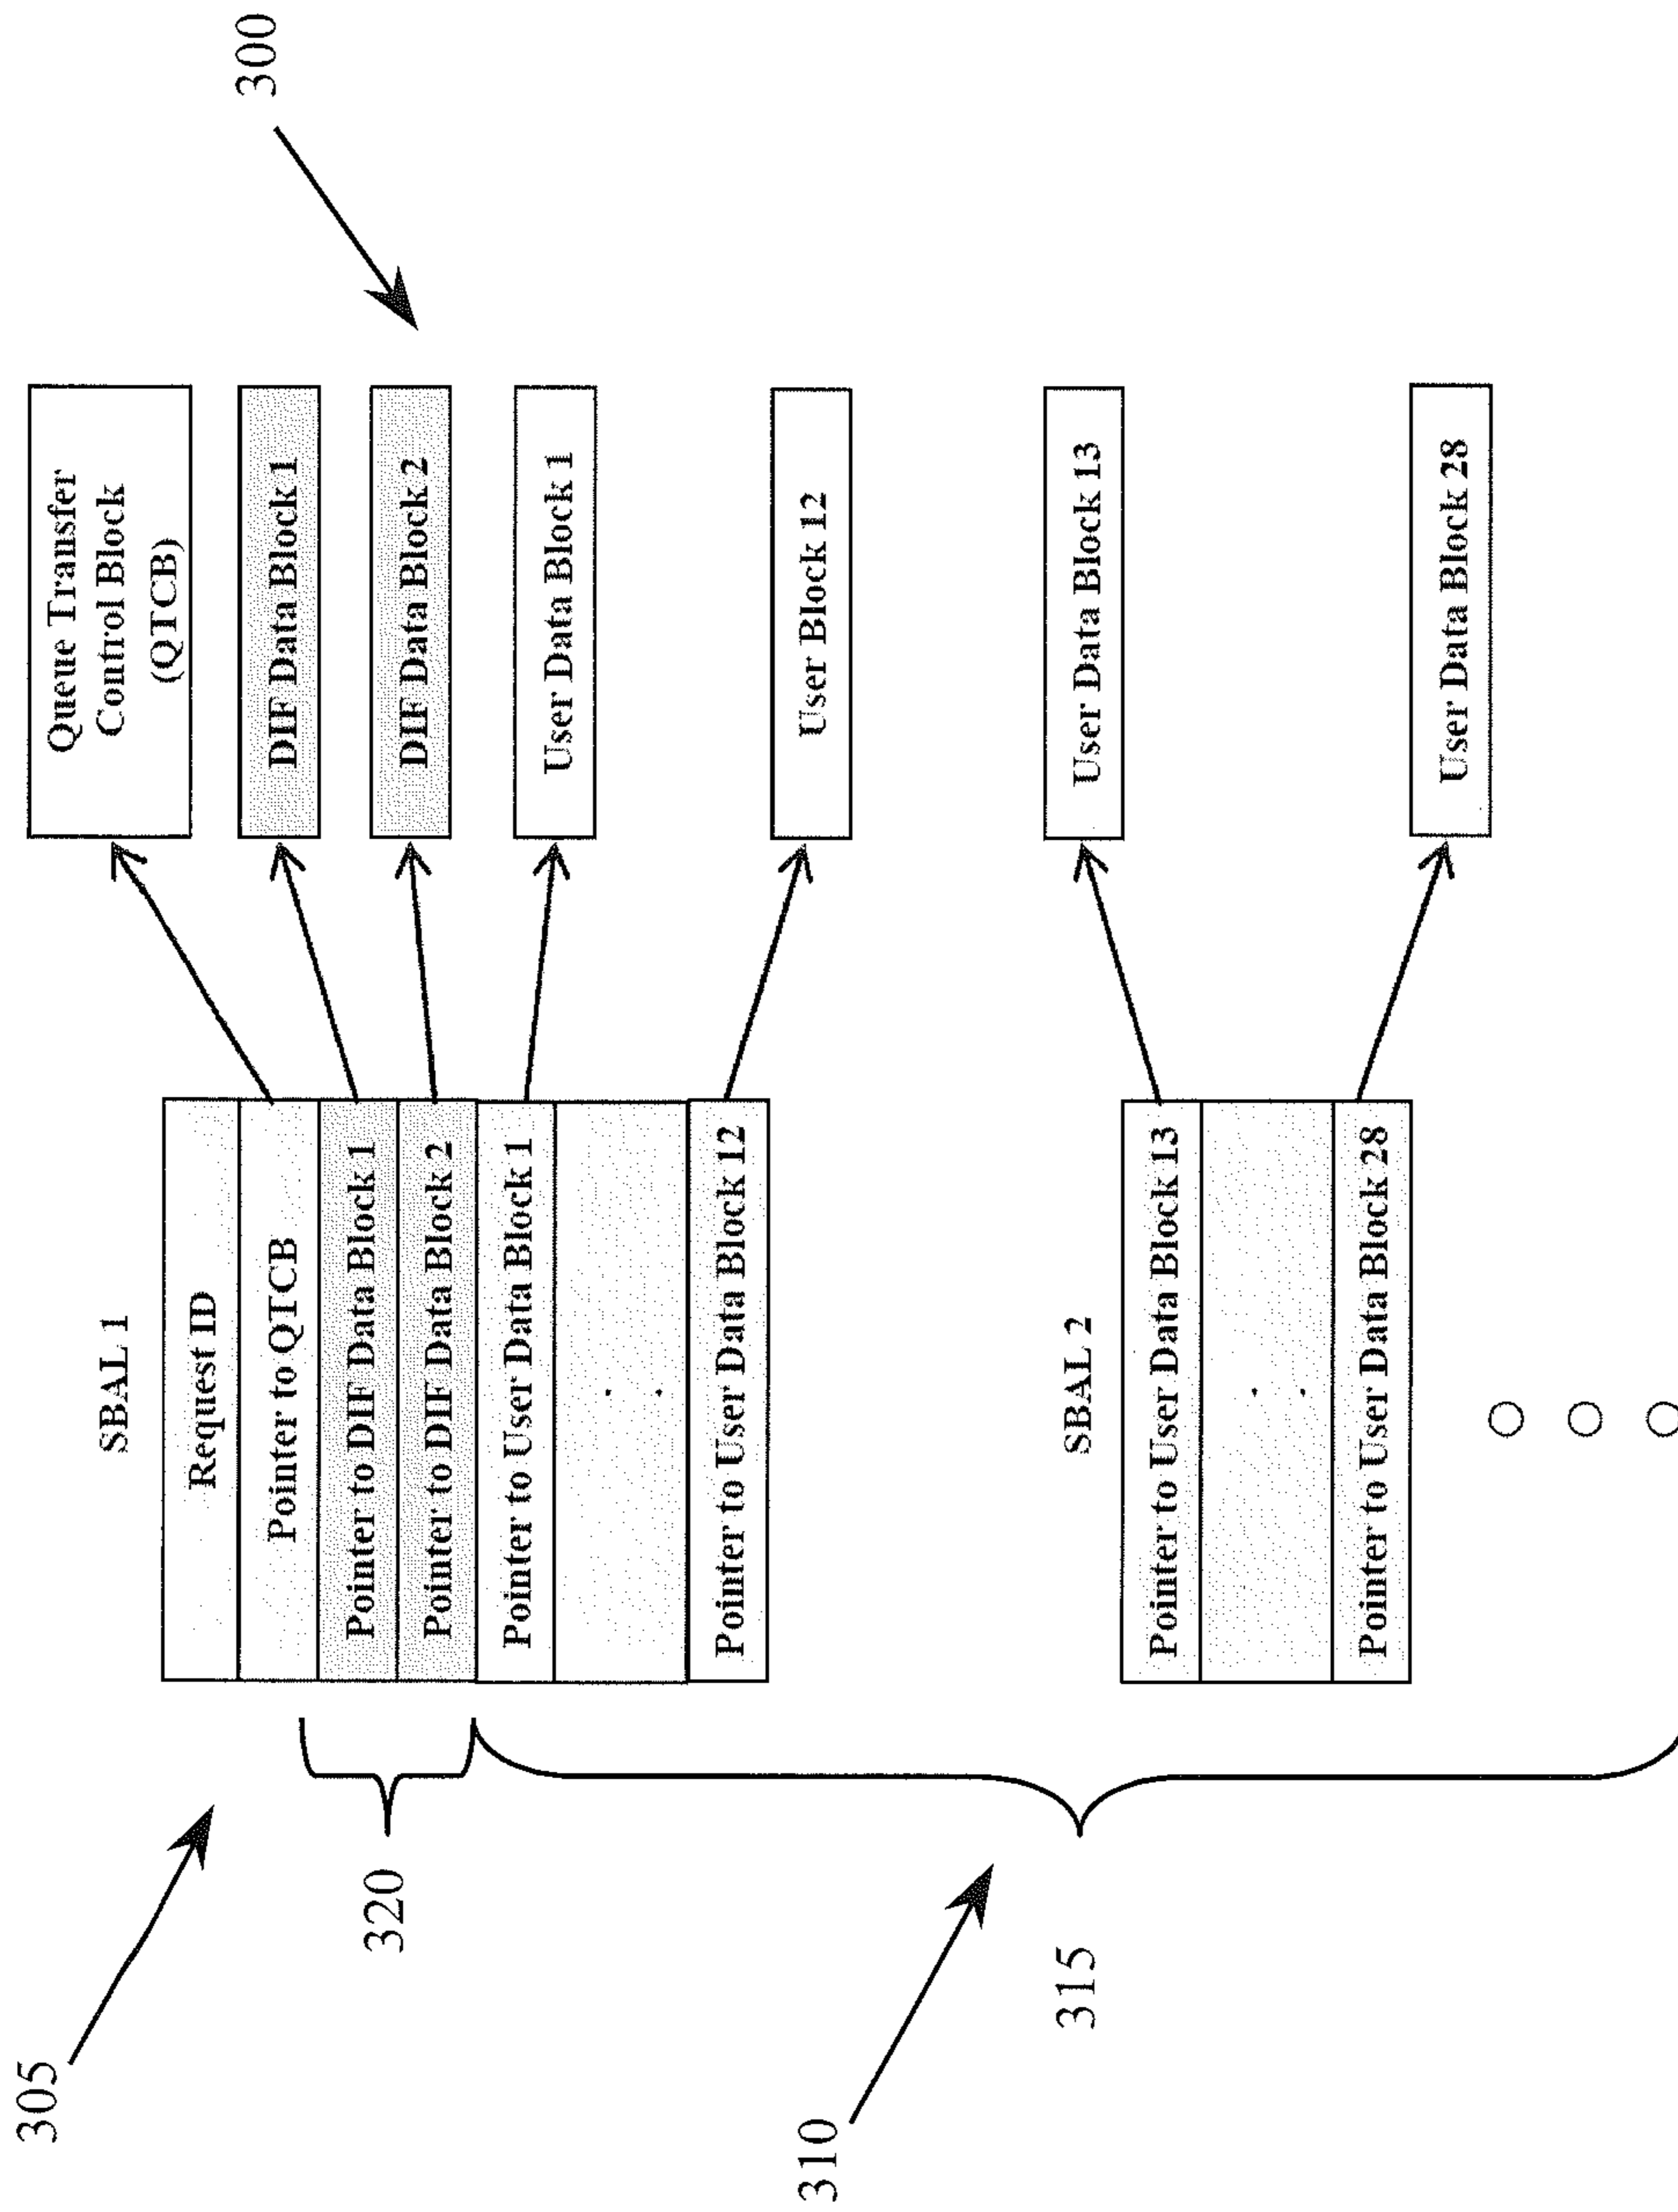 300
305
SBAL 1
Request ID
Pointer to QTCB
Pointer to DIF Data Block 1
Pointer to DIF Data Block 2
Pointer to User Data Block 1
Pointer to User Data Block 12
Queue Transfer
Control Block
(QTCB)
DIF Data Block 1
DIF Data Block 2
User Data Block 1
User Block 12
320
310
315
SBAL 2
Pointer to User Data Block 13
Pointer to User Data Block 28
User Data Block 13
User Data Block 28